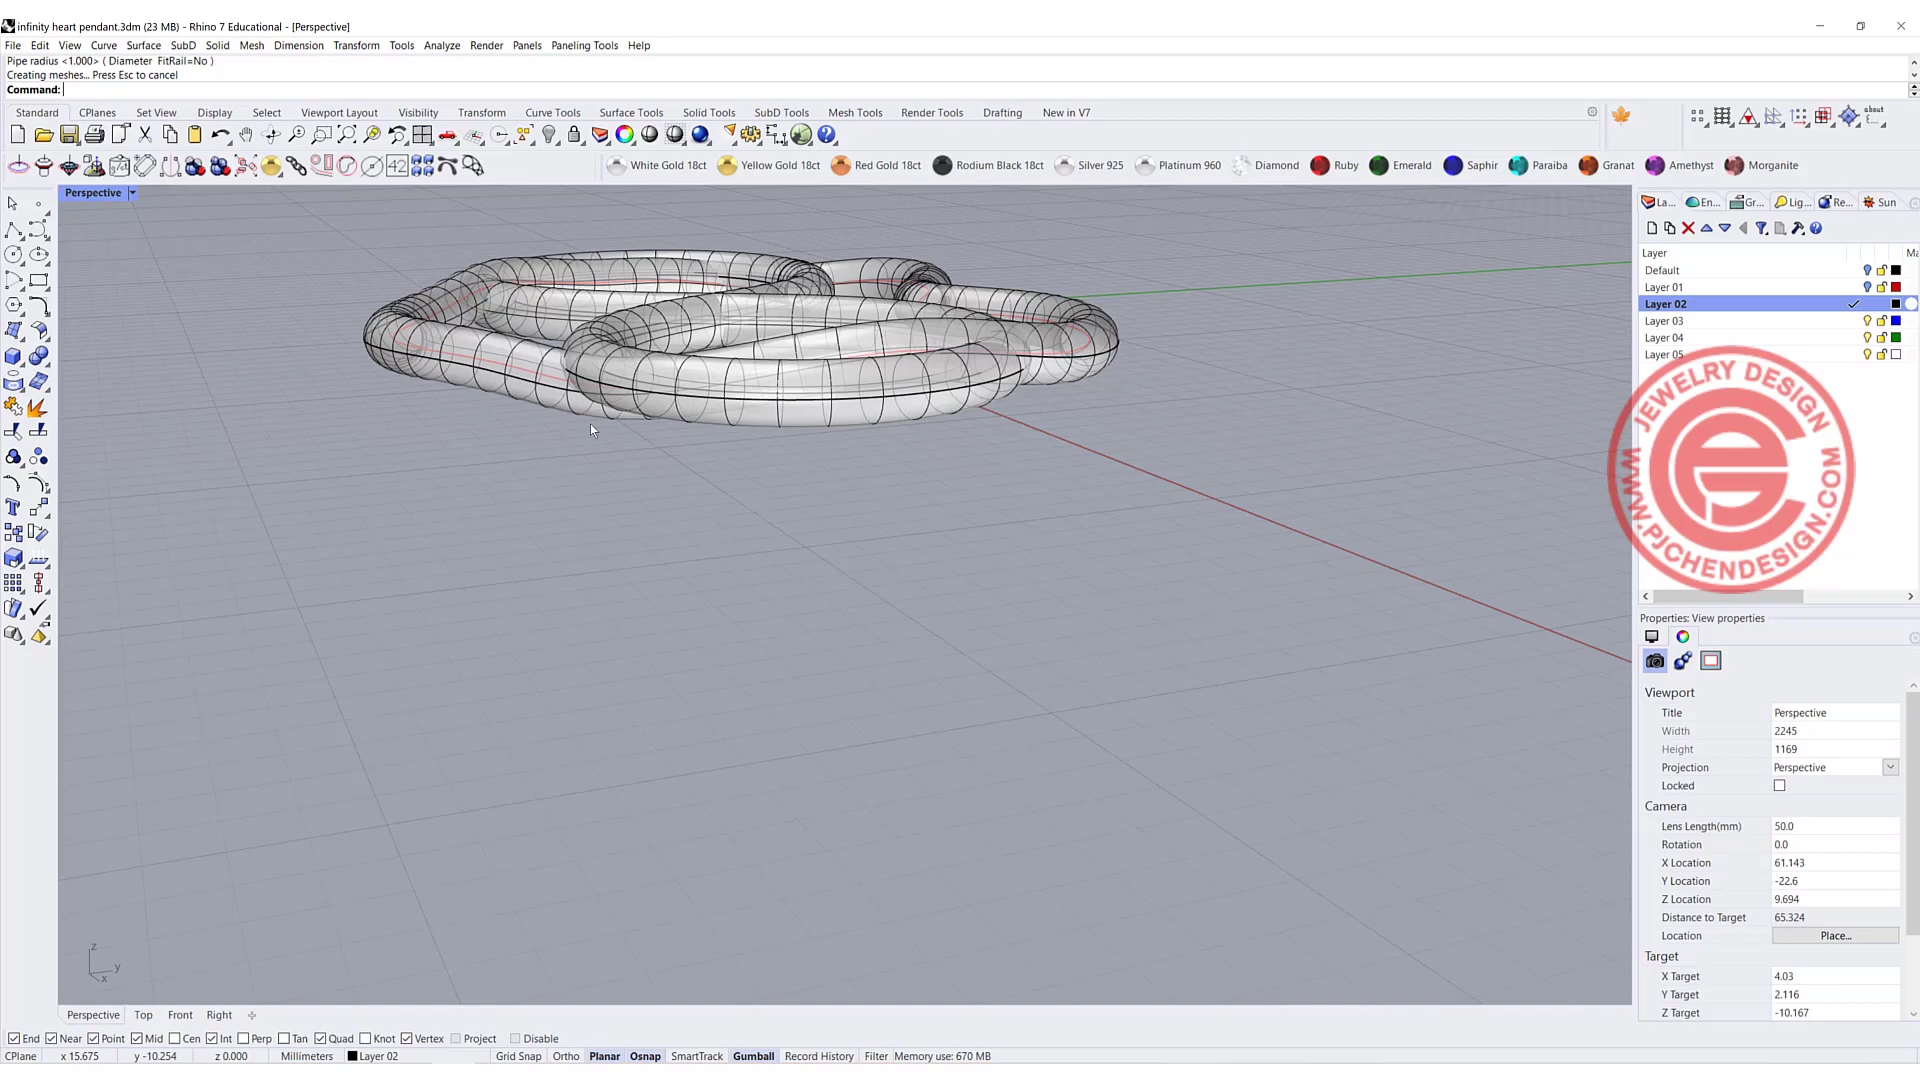 infinity heart pendant.3dm (23 MB) - Rhino 7 Educational - [Perspective]
File Edit View Curve Surface SubD Solid Mesh Dimension Transform Tools Analyze Render Panels Paneling Tools Help
Pipe radius <1.000> ( Diameter FitRail=No )
Creating meshes... Press Esc to cancel
Command:
Standard CPlanes Set View Display Select Viewport Layout Visibility Transform Curve Tools Surface Tools Solid Tools SubD Tools Mesh Tools Render Tools Drafting New in V7
about
42 White Gold 18ct Yellow Gold 18ct Red Gold 18ct Rodium Black 18ct Silver 925 Platinum 960 Diamond Ruby Emerald Saphir Paraiba Granat Amethyst Morganite
Perspective
La... En... Gr... Lig... Re... Sun
Layer Ma
Default
Layer 01
Layer 02
Layer 03
Layer 04
Layer 05
JEWELRY DESIGN
WWW.PJCHENDESIGN.COM
Properties: View properties
Viewport
Title Perspective
Width 2245
Height 1169
Projection Perspective
Locked
Camera
Lens Length(mm) 50.0
Rotation 0.0
X Location 61.143
Y Location -22.6
Z Location 9.694
Distance to Target 65.324
Location Place...
Target
X Target 4.03
Y Target 2.116
Z Target -10.167
z
y
x
Perspective Top Front Right
End Near Point Mid Cen Int Perp Tan Quad Knot Vertex Project Disable
CPlane x 15.675 y -10.254 z 0.000 Millimeters Layer 02 Grid Snap Ortho Planar Osnap SmartTrack Gumball Record History Filter Memory use: 670 MB